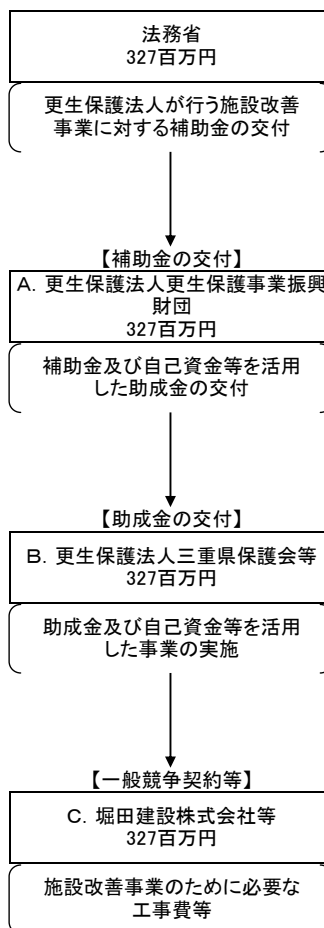 法務省
327百万円
更生保護法人が行う施設改善
事業に対する補助金の交付
【補助金の交付】
A．更生保護法人更生保護事業振興
財団
327百万円
補助金及び自己資金等を活用
した助成金の交付
【助成金の交付】
B．更生保護法人三重県保護会等
327百万円
助成金及び自己資金等を活用
した事業の実施
【一般競争契約等】
C．堀田建設株式会社等
327百万円
施設改善事業のために必要な
工事費等